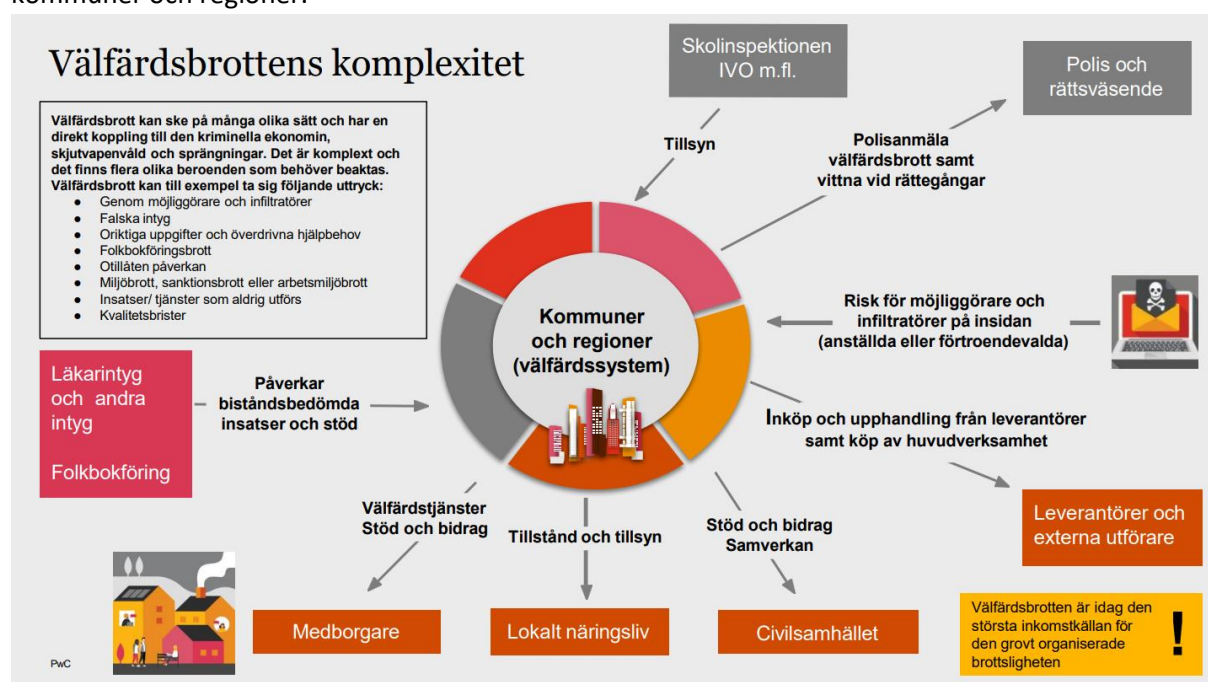 kommuner och regioner.
Välfärdsbrottens komplexitet
Välfärdsbrott kan ske på många olika sätt och har en
direkt koppling till den kriminella ekonomin,
skjutvapenvåld och sprängningar. Det är komplext och
det finns flera olika beroenden som behöver beaktas.
Välfärdsbrott kan till exempel ta sig följande uttryck:
● Genom möjliggörare och infiltratörer
● Falska intyg
● Oriktiga uppgifter och överdrivna hjälpbehov
● Folkbokföringsbrott
● Otillåten påverkan
● Miljöbrott, sanktionsbrott eller arbetsmiljöbrott
● Insatser/ tjänster som aldrig utförs
● Kvalitetsbrister
Skolinspektionen
IVO m.fl.
Tillsyn
Polis och
rättsväsende
Polisanmäla
välfärdsbrott samt
vittna vid rättegångar
Kommuner
och regioner
(välfärdssystem)
Risk för möjliggörare och
infiltratörer på insidan
(anställda eller förtroendevalda)
Läkarintyg
och andra
intyg
Folkbokföring
Påverkar
biståndsbedömda
insatser och stöd
Inköp och upphandling från leverantörer
samt köp av huvudverksamhet
Leverantörer och
externa utförare
Välfärdstjänster
Stöd och bidrag
Tillstånd och tillsyn
Stöd och bidrag
Samverkan
Medborgare
Lokalt näringsliv
Civilsamhället
Välfärdsbrotten är idag den
största inkomstkällan för
den grovt organiserade
brottsligheten
!
PwC